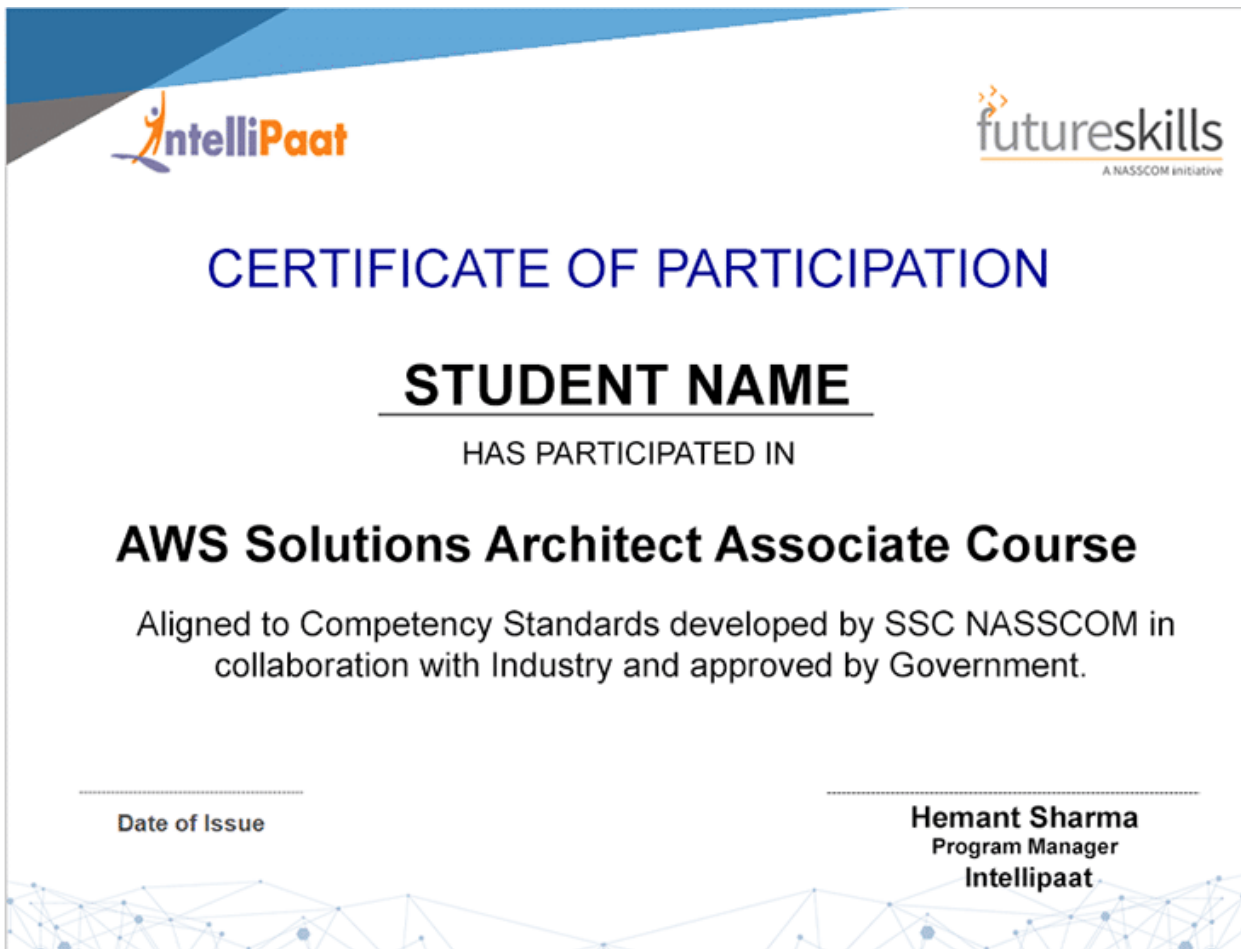 IntelliPaat
futureskills
A NASSCOM initiative
CERTIFICATE OF PARTICIPATION
STUDENT NAME
HAS PARTICIPATED IN
AWS Solutions Architect Associate Course
Aligned to Competency Standards developed by SSC NASSCOM in
collaboration with Industry and approved by Government.
Date of Issue
Hemant Sharma
Program Manager
Intellipaat